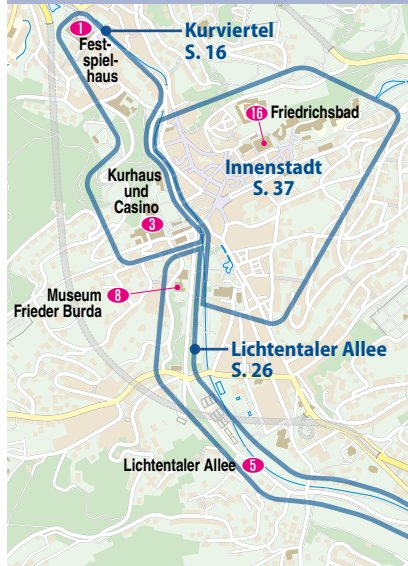 1
Fest-
spiel-
haus
Kurviertel
S. 16
16 Friedrichsbad
Innenstadt
S. 37
Kurhaus
und
Casino
3
Museum 8
Frieder Burda
Lichtentaler Allee
S. 26
Lichtentaler Allee 5